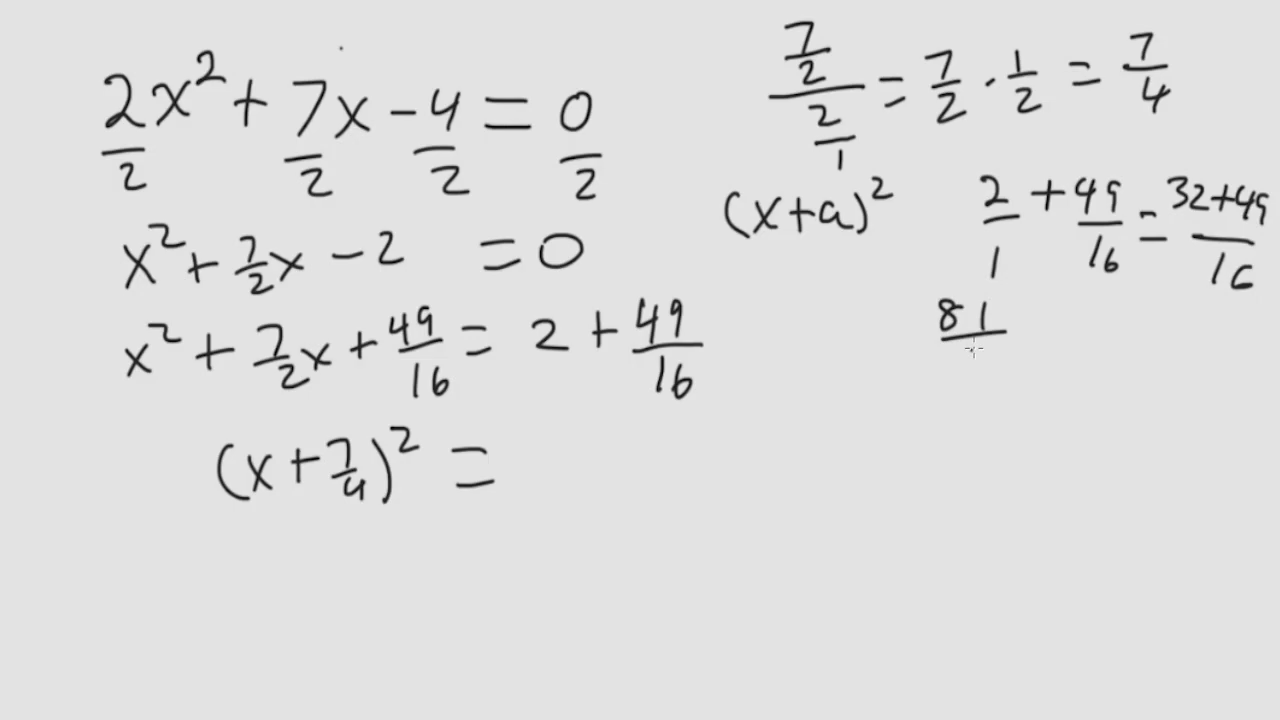 2x² + 7x - 4 = 0
2 2 2 2
x² + 7/2 x - 2 = 0
x² + 7/2 x + 49/16 = 2 + 49/16
(x + 7/4)² =
7/2 / 2/1 = 7/2 · 1/2 = 7/4
(x + a)²
2/1 + 49/16 = 32+49/16
81